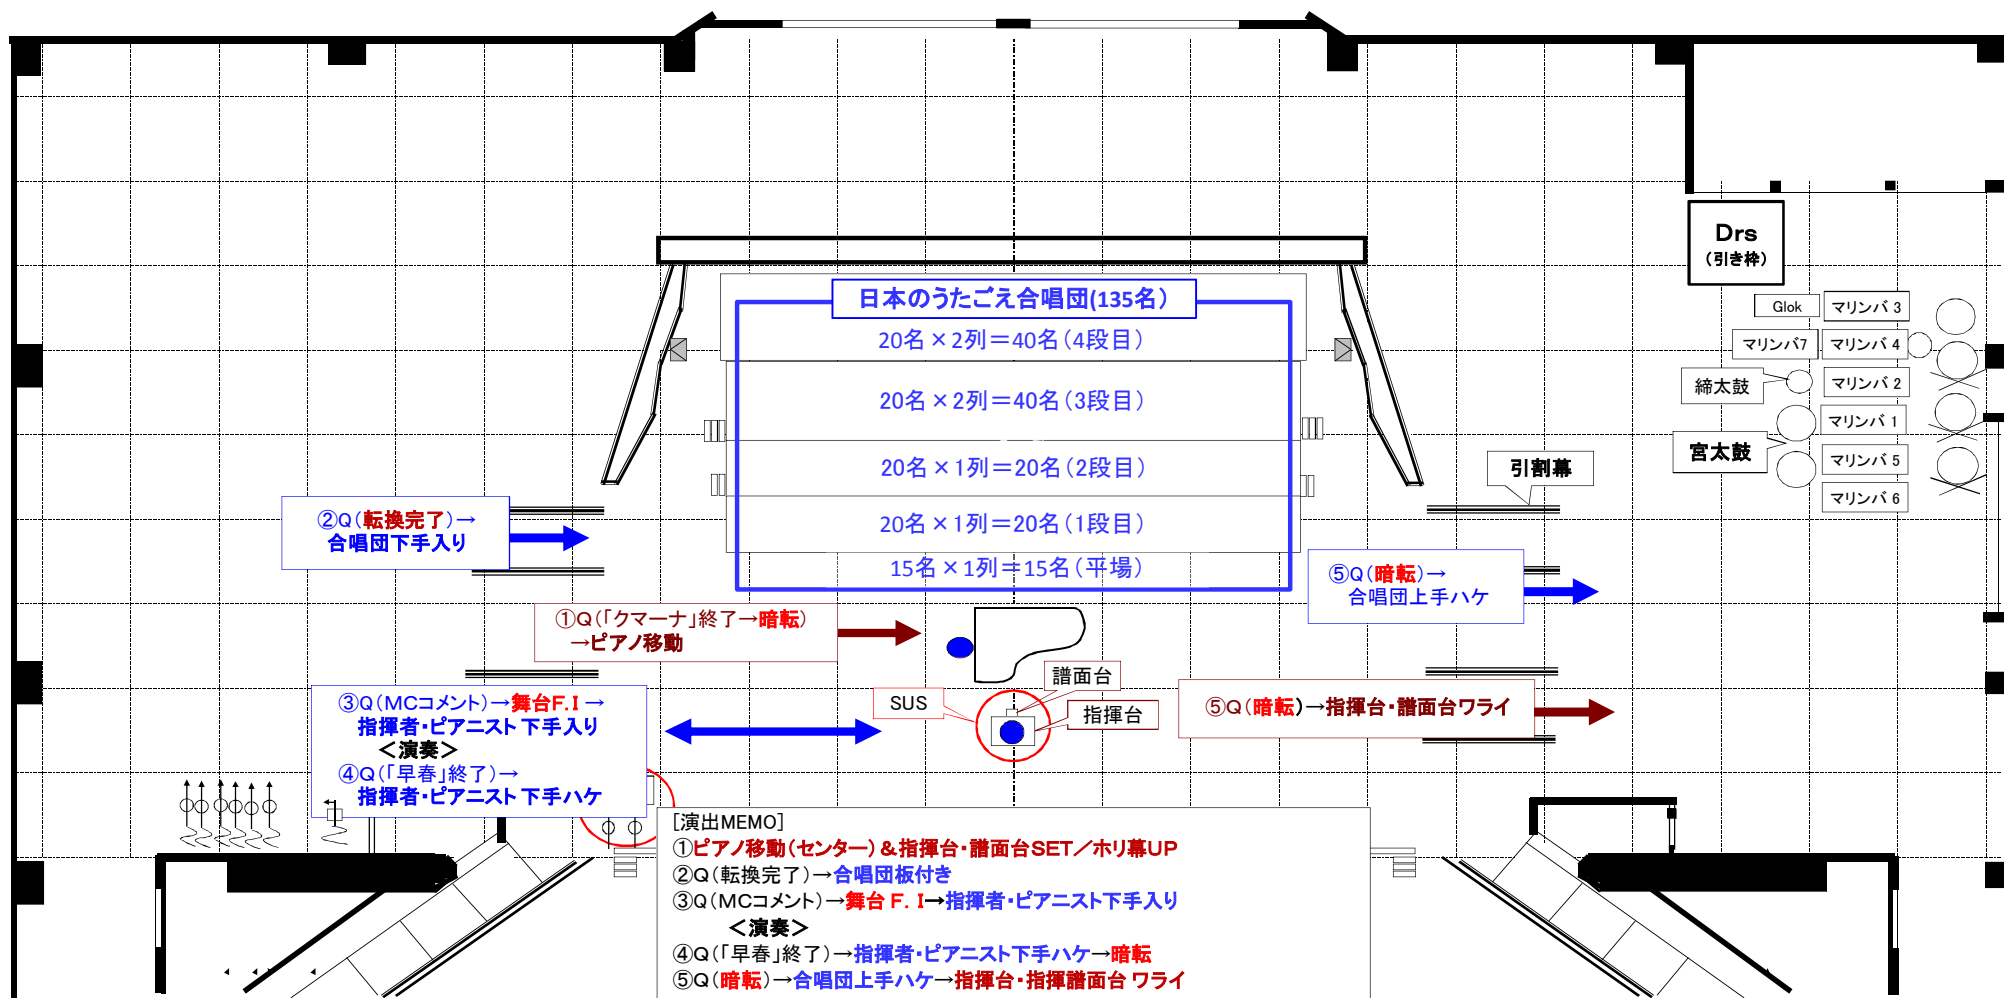 Drs
(引き枠)
日本のうたごえ合唱団(135名)
20名×2列=40名(4段目)
20名×2列=40名(3段目)
20名×1列=20名(2段目)
20名×1列=20名(1段目)
15名×1列=15名(平場)
Glok
マリンバ 3
マリンバ7
マリンバ 4
締太鼓
マリンバ 2
マリンバ 1
宮太鼓
マリンバ 5
マリンバ 6
引割幕
②Q(転換完了)→
合唱団下手入り
⑤Q(暗転)→
合唱団上手ハケ
①Q(「クマーナ」終了→暗転)
→ピアノ移動
譜面台
SUS
指揮台
⑤Q(暗転)→指揮台・譜面台ワライ
③Q(MCコメント)→舞台F.I→
指揮者・ピアニスト下手入り
<演奏>
④Q(「早春」終了)→
指揮者・ピアニスト下手ハケ
[演出MEMO]
①ピアノ移動(センター)&指揮台・譜面台SET/ホリ幕UP
②Q(転換完了)→合唱団板付き
③Q(MCコメント)→舞台F.I→指揮者・ピアニスト下手入り
<演奏>
④Q(「早春」終了)→指揮者・ピアニスト下手ハケ→暗転
⑤Q(暗転)→合唱団上手ハケ→指揮台・指揮譜面台ワライ